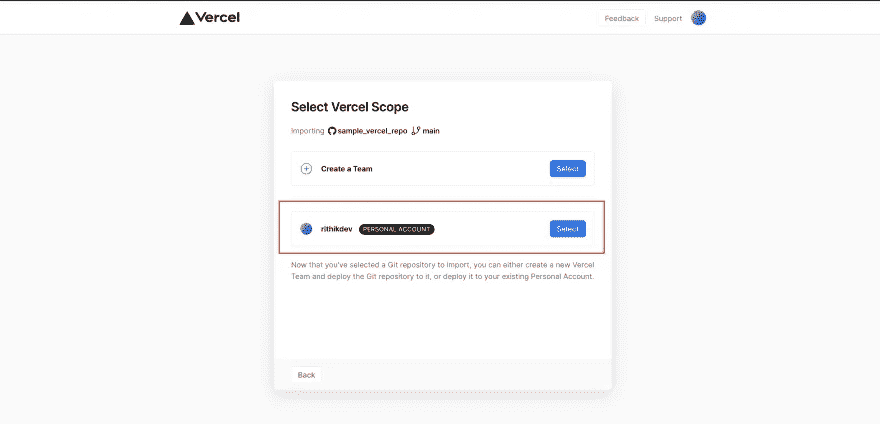 Vercel
Feedback Support
Select Vercel Scope
Importing sample_vercel_repo main
Create a Team Select
rithikdev PERSONAL ACCOUNT Select
Now that you've selected a Git repository to import, you can either create a new Vercel
Team and deploy the Git repository to it, or deploy it to your existing Personal Account.
Back